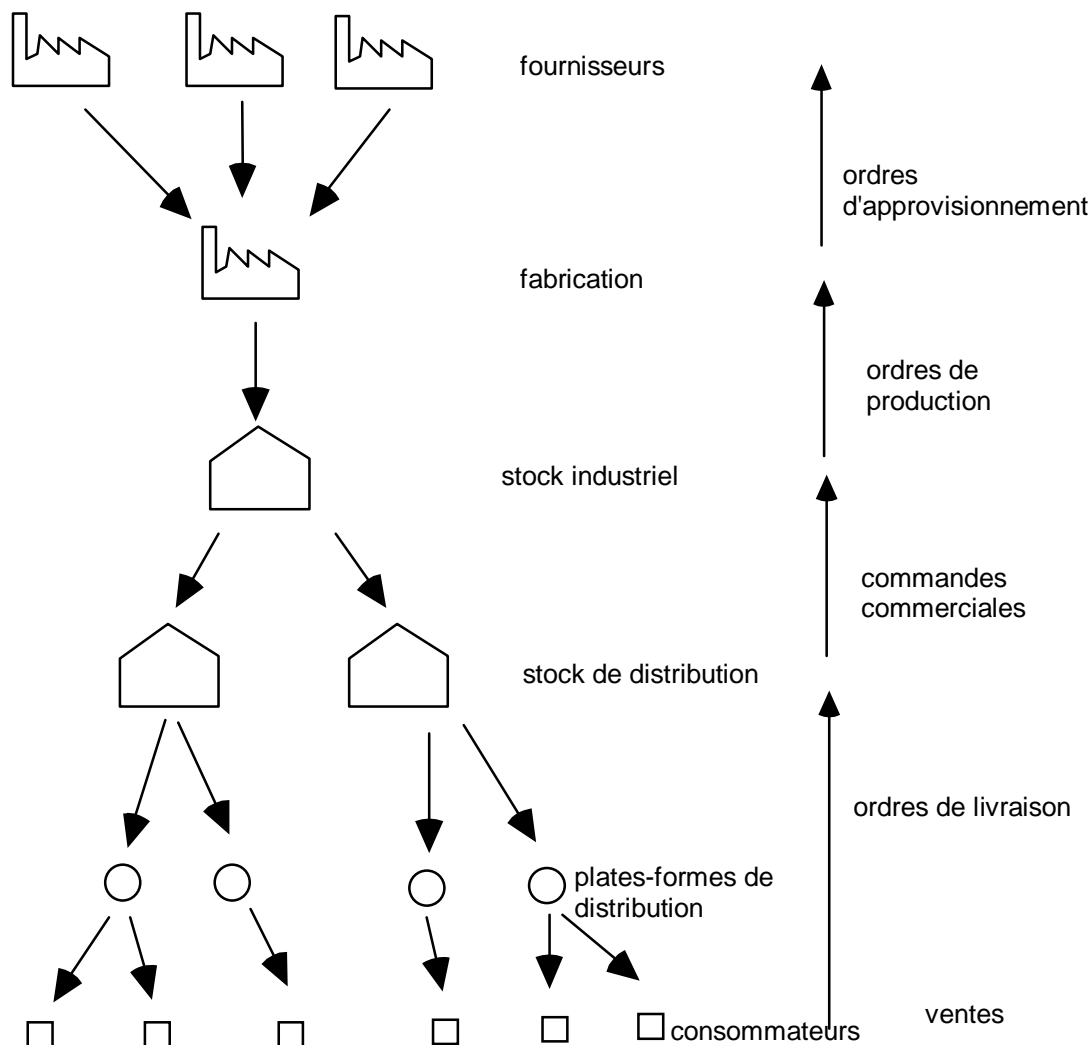 fournisseurs
ordres
d'approvisionnement
fabrication
ordres de
production
stock industriel
commandes
commerciales
stock de distribution
ordres de livraison
plates-formes de
distribution
ventes
consommateurs